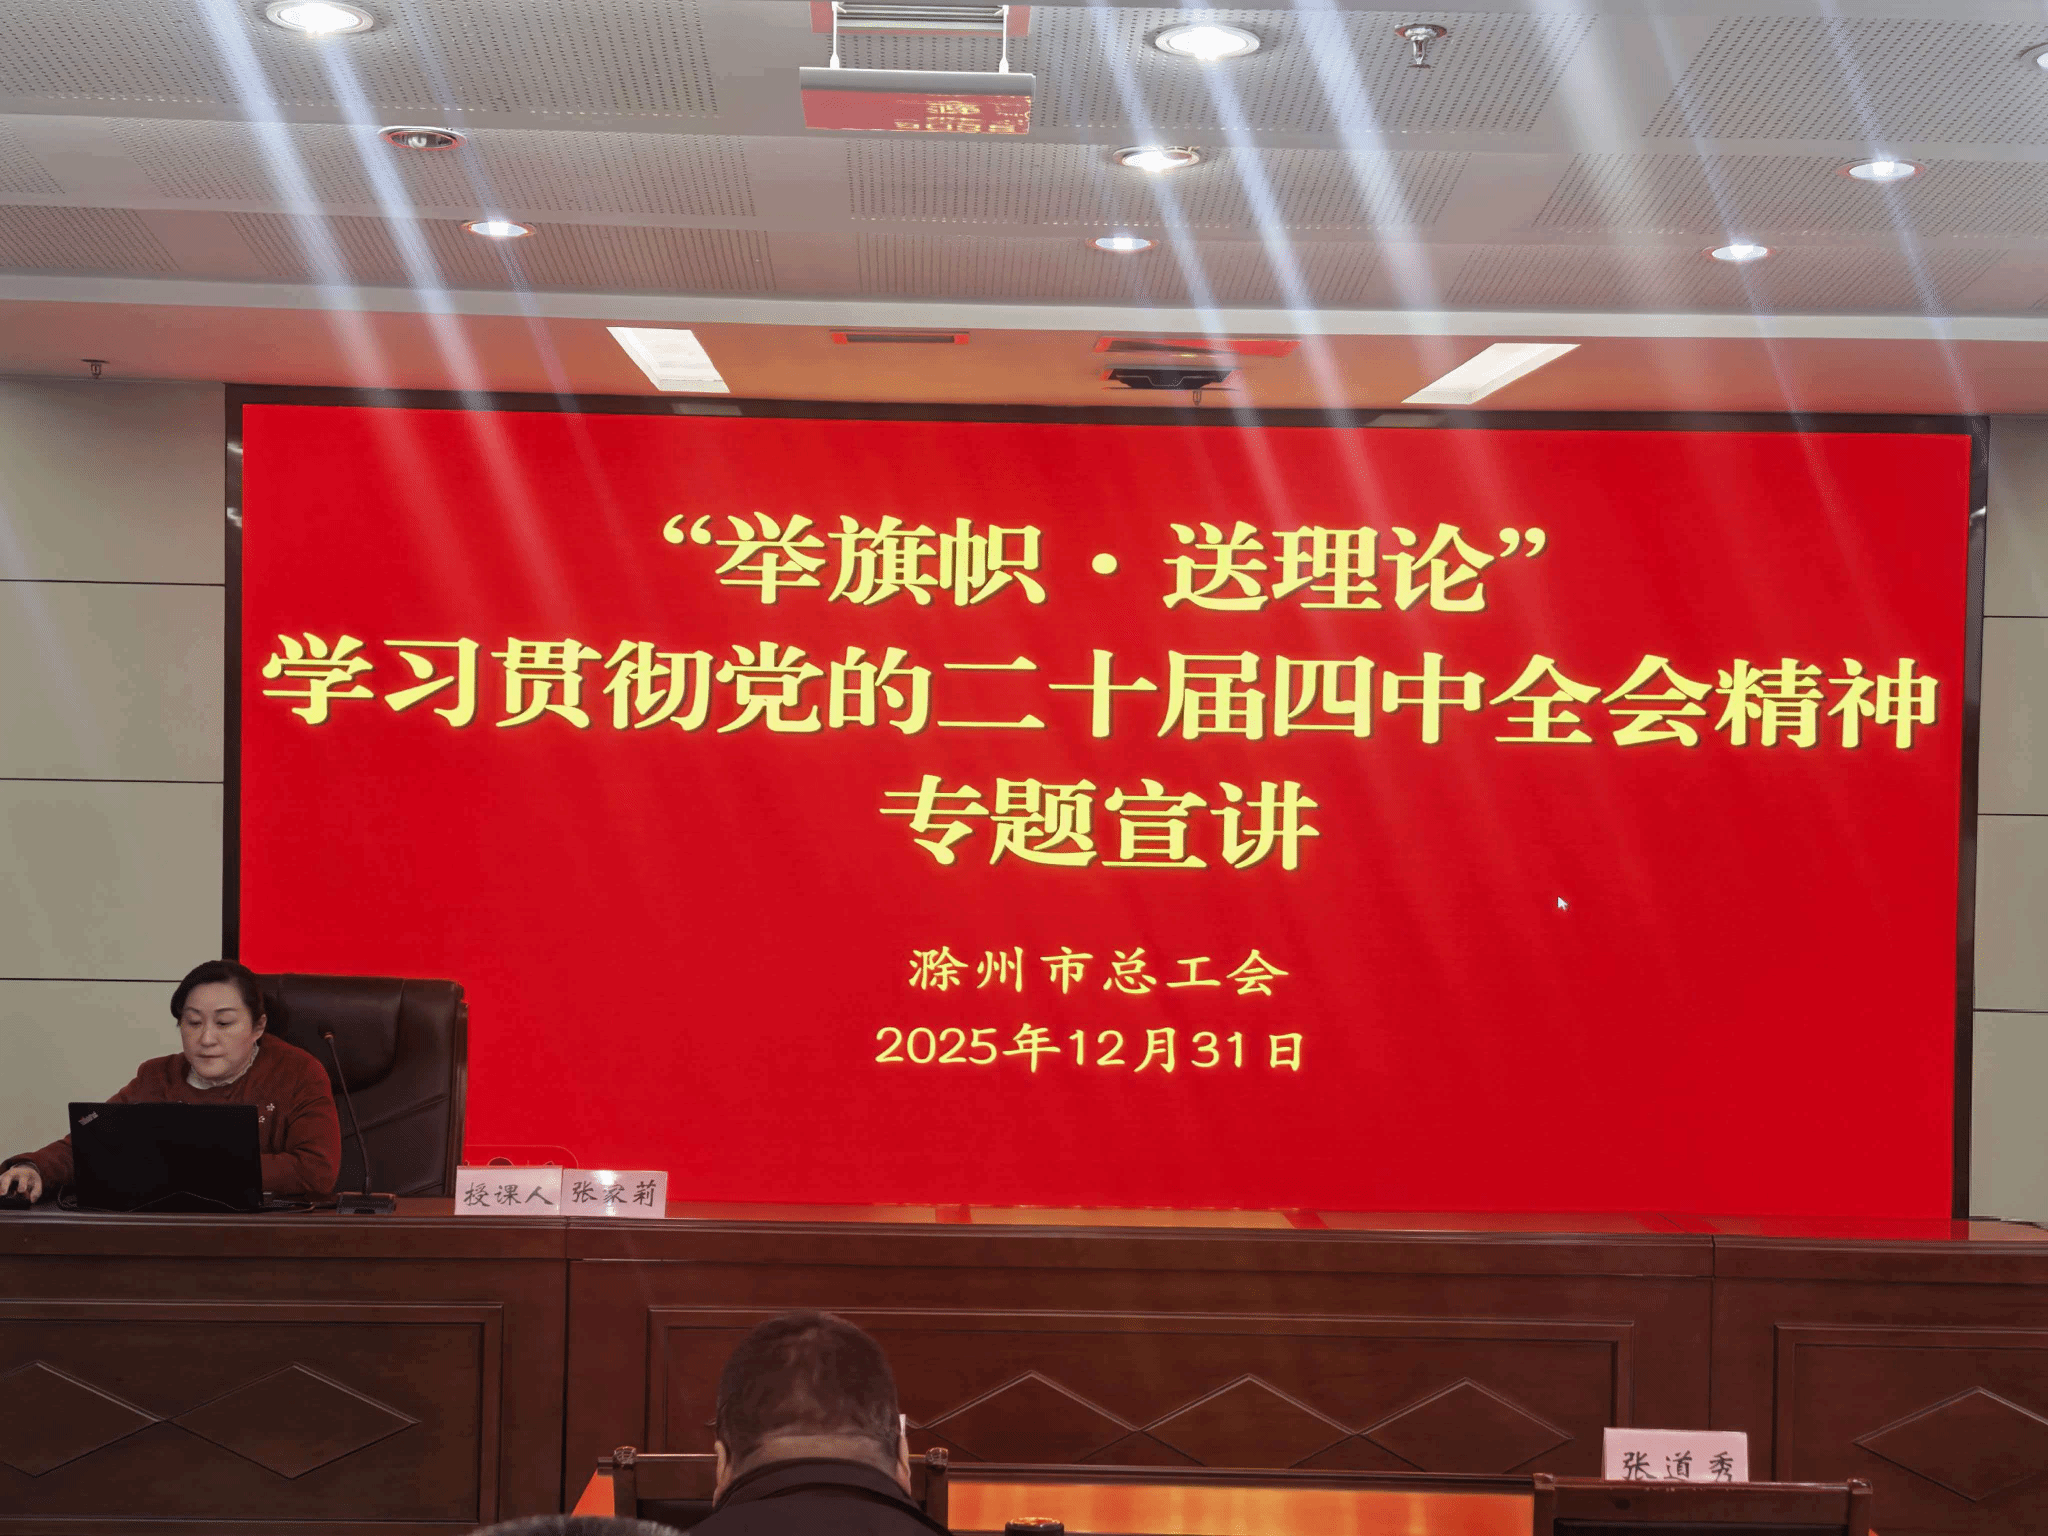 “举旗帜·送理论”
学习贯彻党的二十届四中全会精神
专题宣讲
滁州市总工会
2025年12月31日
ThinkPad
授课人 张家莉
张道秀